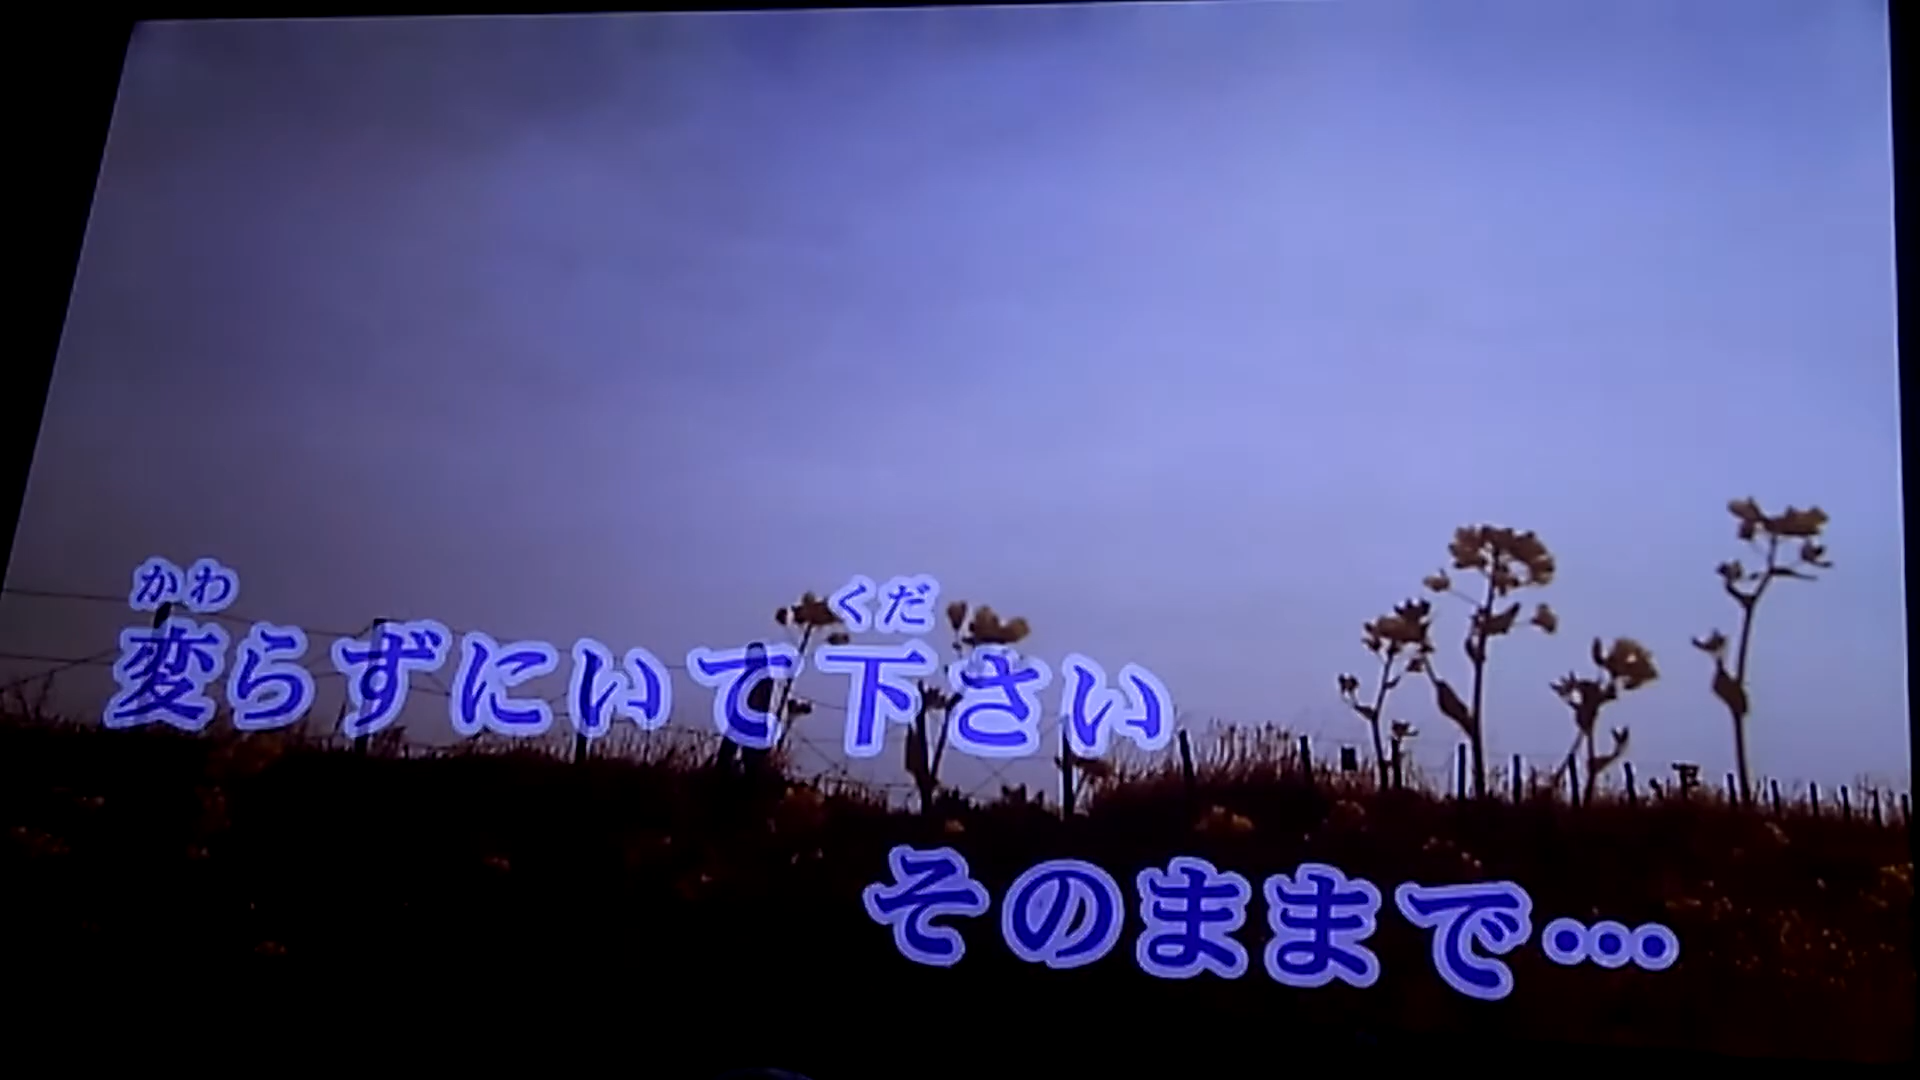 かわ くだ
変らずにいて下さい
そのままで…